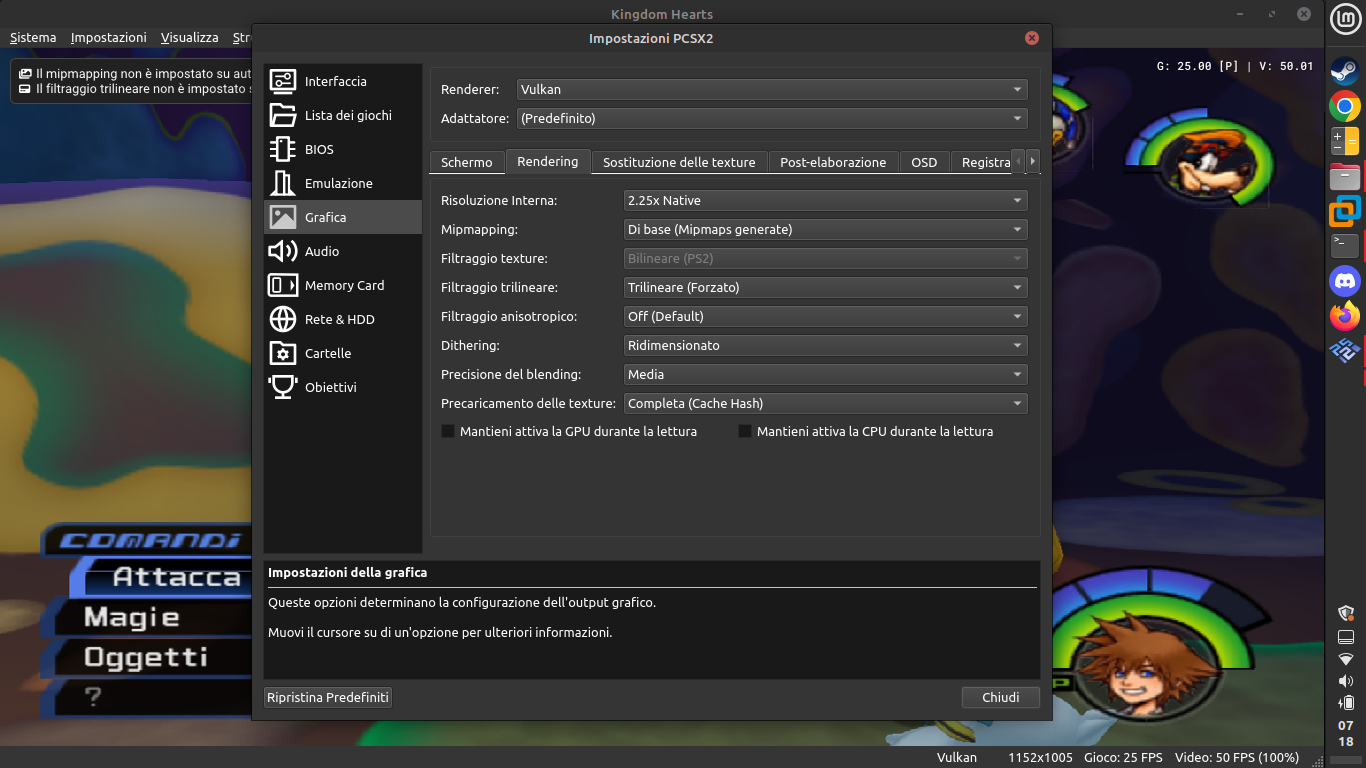 Kingdom Hearts
Sistema Impostazioni Visualizza
Impostazioni PCSX2
Il mipmapping non è impostato su
Il filtraggio trilineare non è impostato
G: 25.00 [P] | V: 50.01
Interfaccia
Lista dei giochi
BIOS
Emulazione
Grafica
Audio
Memory Card
Rete & HDD
Cartelle
Obiettivi
Renderer: Vulkan
Adattatore: (Predefinito)
Schermo Rendering Sostituzione delle texture Post-elaborazione OSD Registra
Risoluzione Interna: 2.25x Native
Mipmapping: Di base (Mipmaps generate)
Filtraggio texture: Bilineare (PS2)
Filtraggio trilineare: Trilineare (Forzato)
Filtraggio anisotropico: Off (Default)
Dithering: Ridimensionato
Precisione del blending: Media
Precaricamento delle texture: Completa (Cache Hash)
Mantieni attiva la GPU durante la lettura Mantieni attiva la CPU durante la lettura
COMANDI
Attacca
Magie
Oggetti
?
Impostazioni della grafica
Queste opzioni determinano la configurazione dell'output grafico.
Muovi il cursore su di un'opzione per ulteriori informazioni.
Ripristina Predefiniti Chiudi
Vulkan 1152x1005 Gioco: 25 FPS Video: 50 FPS (100%)
07
18